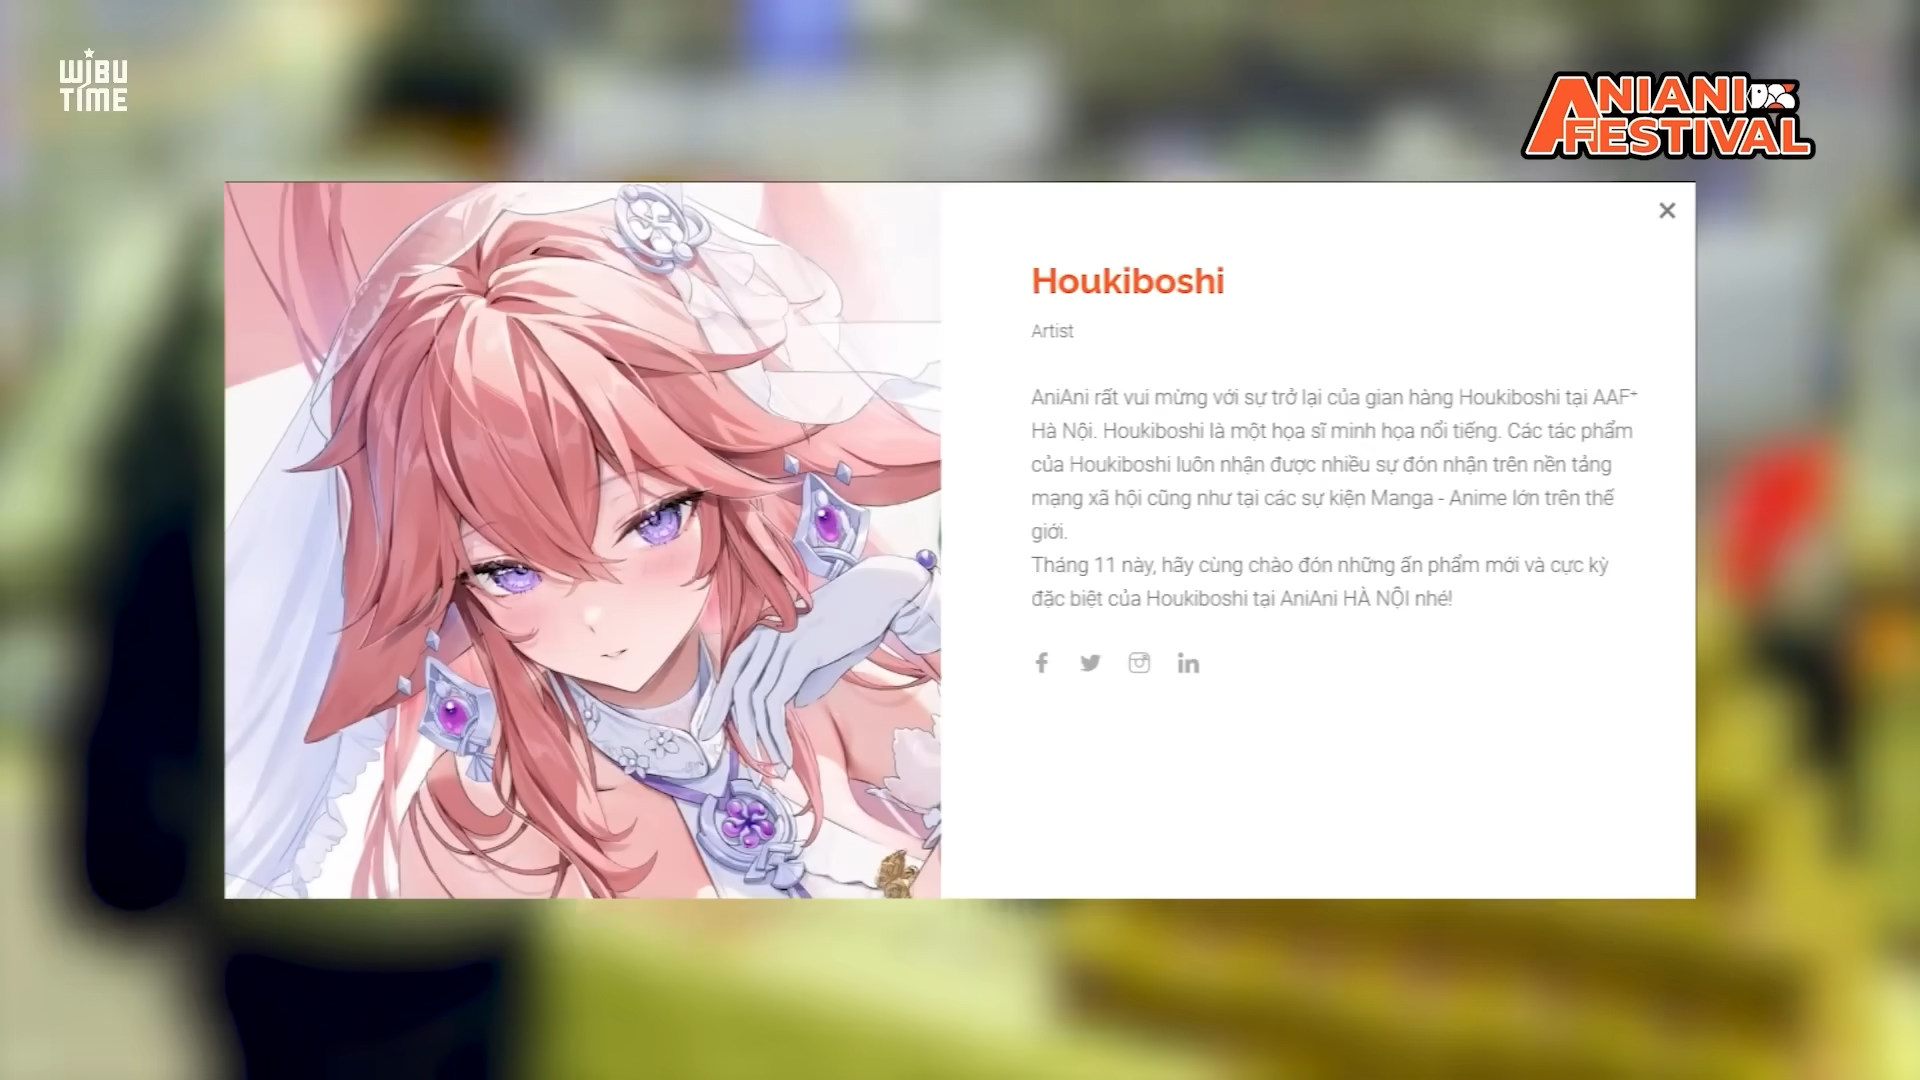 WIBU
TIME
ANIANI
FESTIVAL
Houkiboshi
Artist
AniAni rất vui mừng với sự trở lại của gian hàng Houkiboshi tại AAF⁺
Hà Nội. Houkiboshi là một họa sĩ minh họa nổi tiếng. Các tác phẩm
của Houkiboshi luôn nhận được nhiều sự đón nhận trên nền tảng
mạng xã hội cũng như tại các sự kiện Manga - Anime lớn trên thế
giới.
Tháng 11 này, hãy cùng chào đón những ấn phẩm mới và cực kỳ
đặc biệt của Houkiboshi tại AniAni HÀ NỘI nhé!